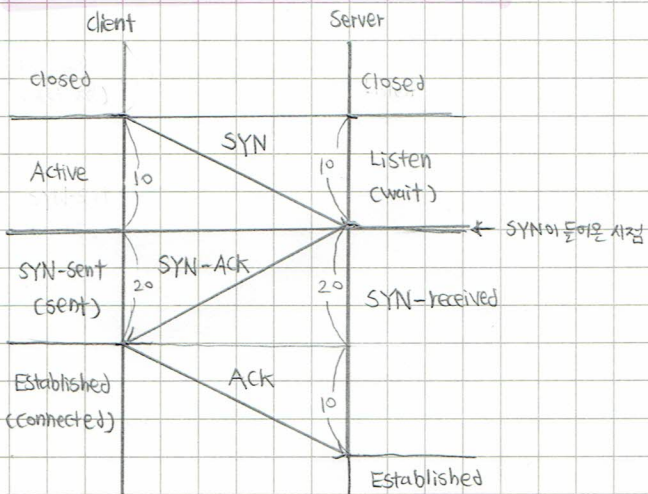 client
Server
closed
Closed
SYN
Active
10
10
Listen
(wait)
← SYN이 들어온 시점
SYN-Sent
(sent)
20
SYN-ACK
20
SYN-received
Established
(connected)
ACK
10
Established